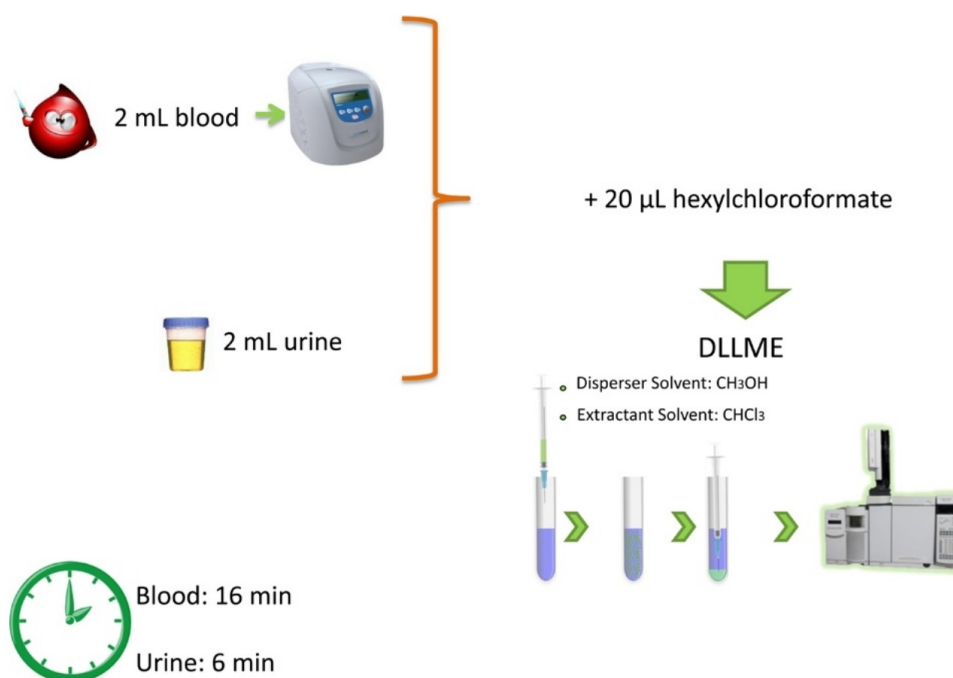 2 mL blood
+ 20 µL hexylchloroformate
2 mL urine
DLLME
Disperser Solvent: CH3OH
Extractant Solvent: CHCl3
Blood: 16 min
Urine: 6 min